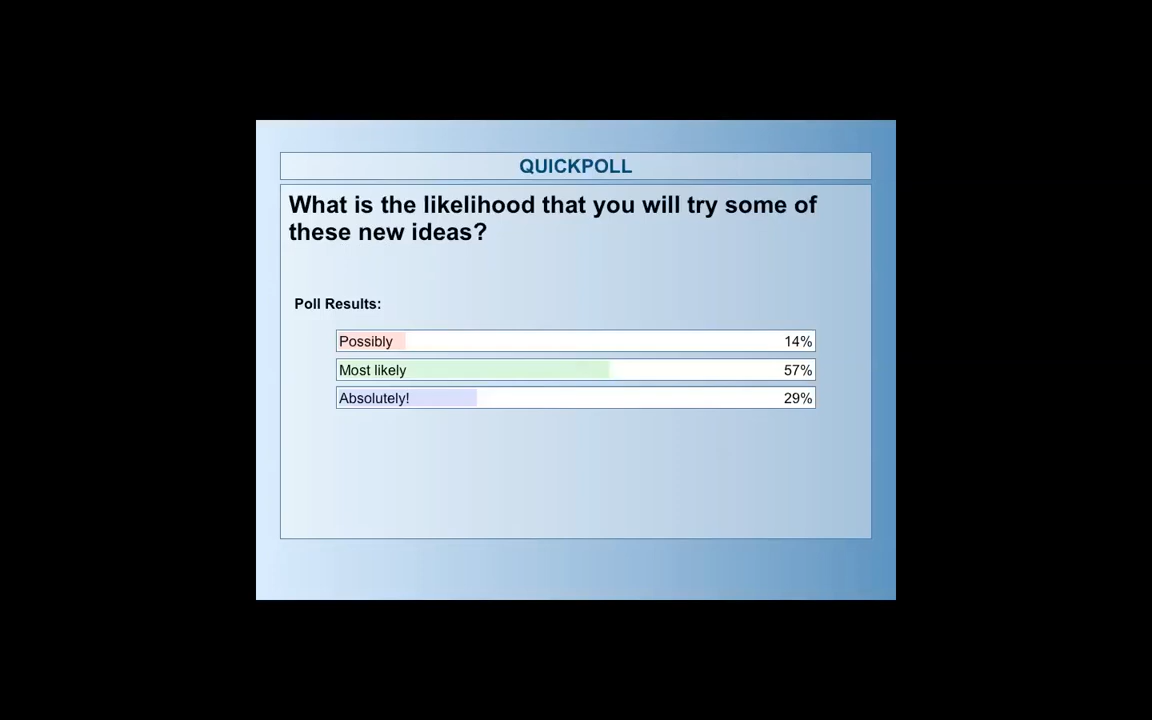 QUICKPOLL
What is the likelihood that you will try some of
these new ideas?
Poll Results:
Possibly 14%
Most likely 57%
Absolutely! 29%